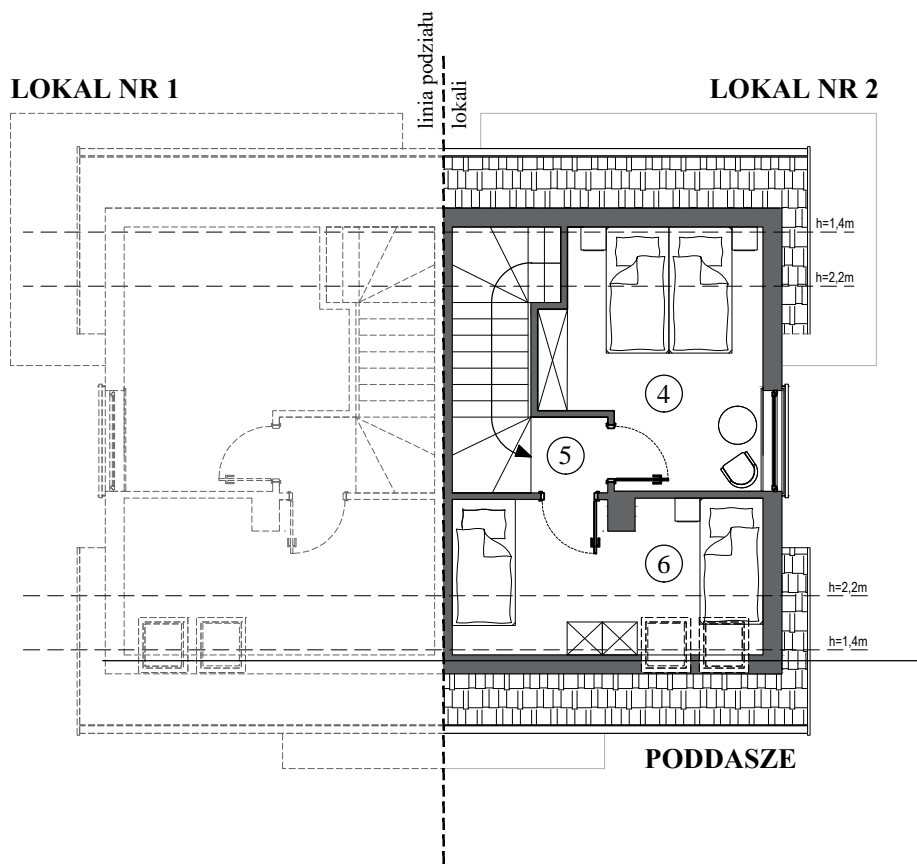 linia podziału
lokali
LOKAL NR 1
LOKAL NR 2
h=1,4m
h=2,2m
4
5
6
h=2,2m
h=1,4m
PODDASZE